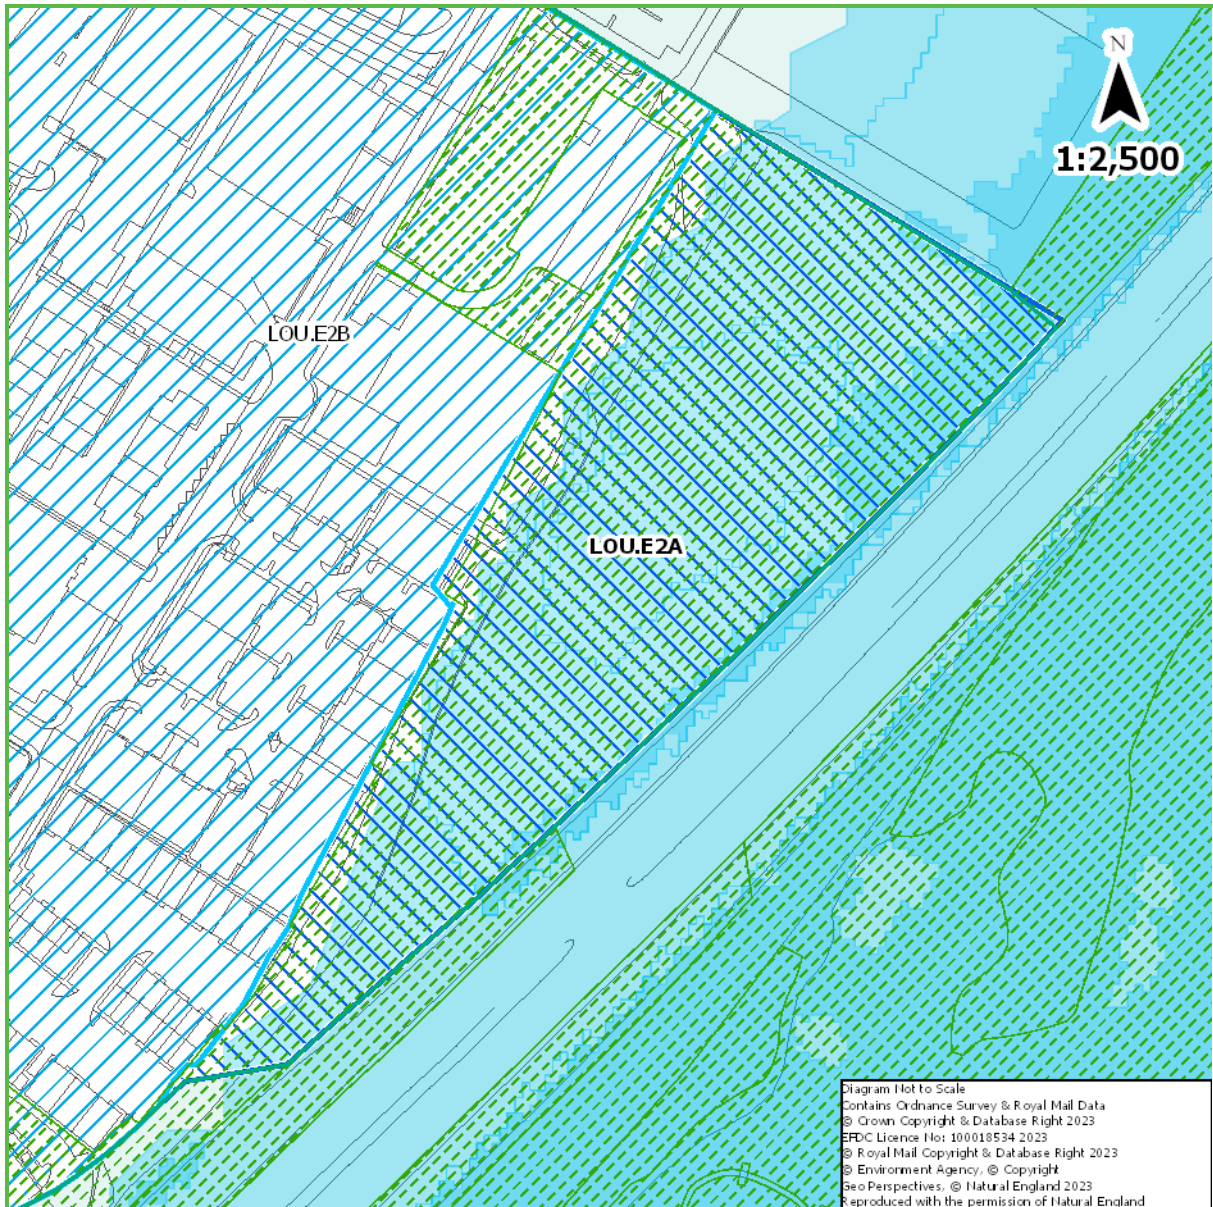 N
1:2,500
LOU.E2B
LOU.E2A
Diagram Not to Scale
Contains Ordnance Survey & Royal Mail Data
© Crown Copyright & Database Right 2023
EFDC Licence No: 100018534 2023
© Royal Mail Copyright & Database Right 2023
© Environment Agency, © Copyright
Geo Perspectives, © Natural England 2023
Reproduced with the permission of Natural England